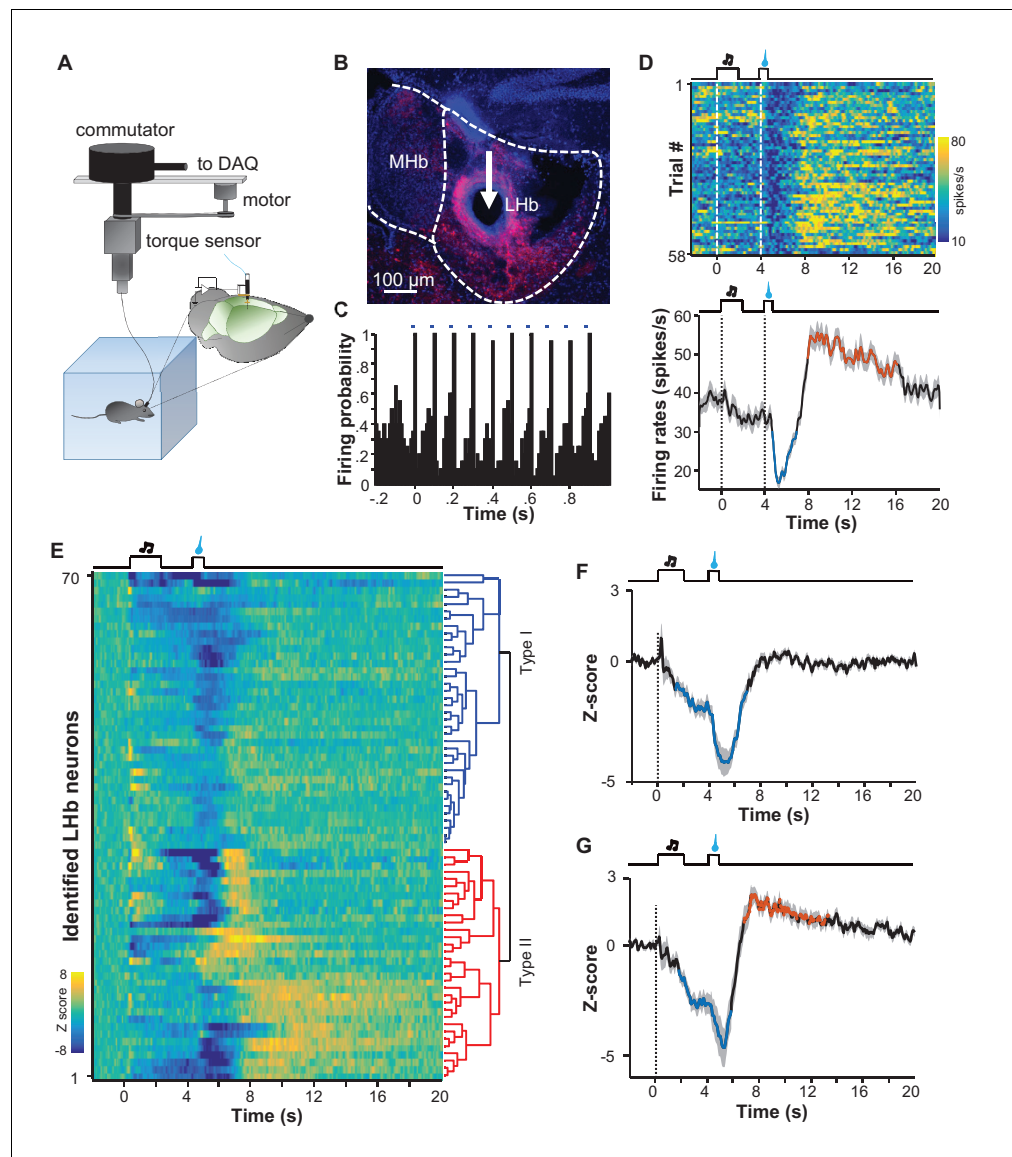 A
commutator
to DAQ
motor
torque sensor
B
MHb
LHb
100 µm
C
Firing probability
1
.8
.6
.4
.2
0
-.2 0 .2 .4 .6 .8
Time (s)
D
1
Trial #
58
0 4 8 12 16 20
80
spikes/s
10
Firing rates (spikes/s)
60
50
40
30
20
0 4 8 12 16 20
Time (s)
E
70
Identified LHb neurons
1
8
Z score
-8
0 4 8 12 16 20
Time (s)
Type I
Type II
F
3
Z-score
0
-5
0 4 8 12 16 20
Time (s)
G
3
Z-score
0
-5
0 4 8 12 16 20
Time (s)